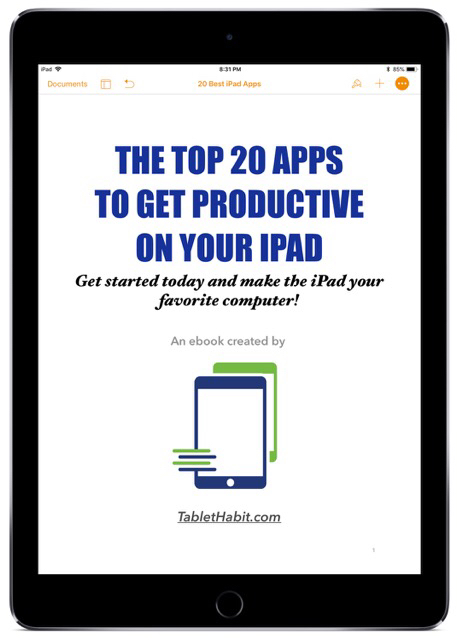 iPad 8:31 PM 85%
Documents 20 Best iPad Apps
THE TOP 20 APPS
TO GET PRODUCTIVE
ON YOUR IPAD
Get started today and make the iPad your
favorite computer!
An ebook created by
TabletHabit.com
1